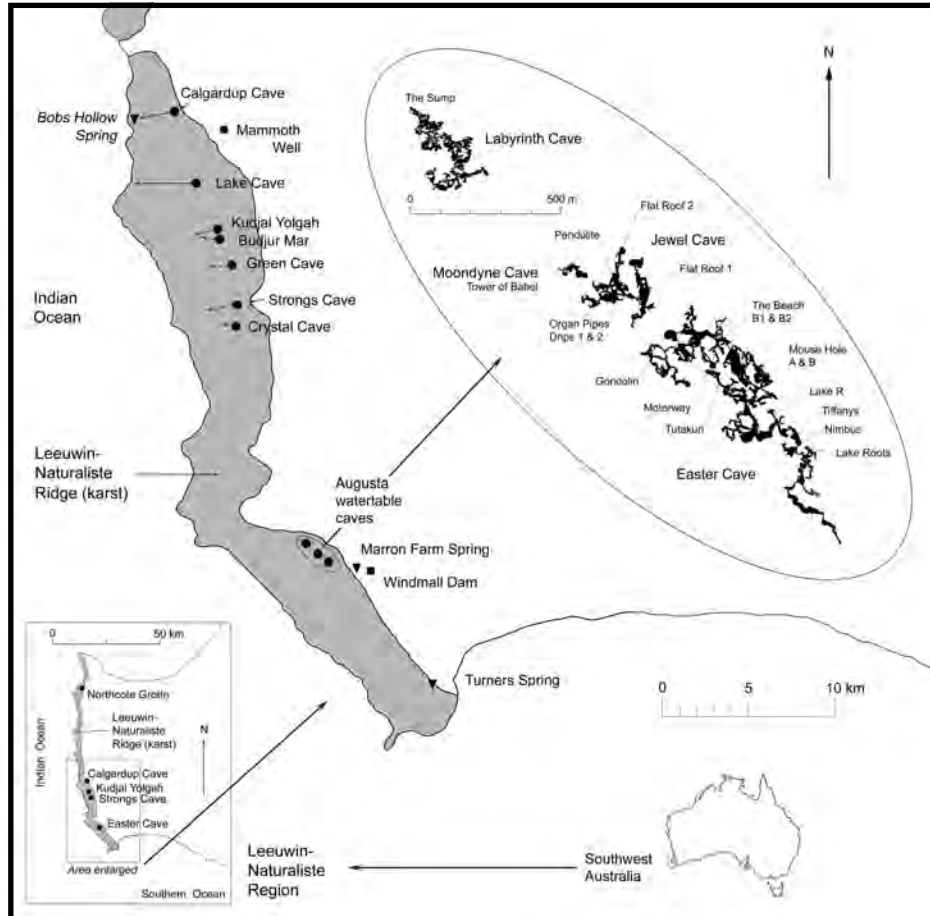 Calgardup Cave
Bobs Hollow
Spring
Mammoth
Well
Lake Cave
Kudjal Yolgah
Budjur Mar
Green Cave
Strongs Cave
Crystal Cave
Indian
Ocean
Leeuwin-
Naturaliste
Ridge (karst)
Augusta
watertable
caves
Marron Farm Spring
Windmall Dam
Turners Spring
N
The Sump
Labyrinth Cave
0 500 m
Flat Roof 2
Pendulite
Jewel Cave
Moondyne Cave
Tower of Babel
Flat Roof 1
Organ Pipes
Drips 1 & 2
The Beach
B1 & B2
Mouse Hole
A & B
Gondolin
Lake R
Motorway
Tiffanys
Tutakuri
Nimbus
Lake Roots
Easter Cave
0 5 10 km
0 50 km
Northcote Grotto
Leeuwin-
Naturaliste
Ridge (karst)
N
Indian Ocean
Calgardup Cave
Kudjal Yolgah
Strongs Cave
Easter Cave
Area enlarged
Southern Ocean
Leeuwin-
Naturaliste
Region
Southwest
Australia